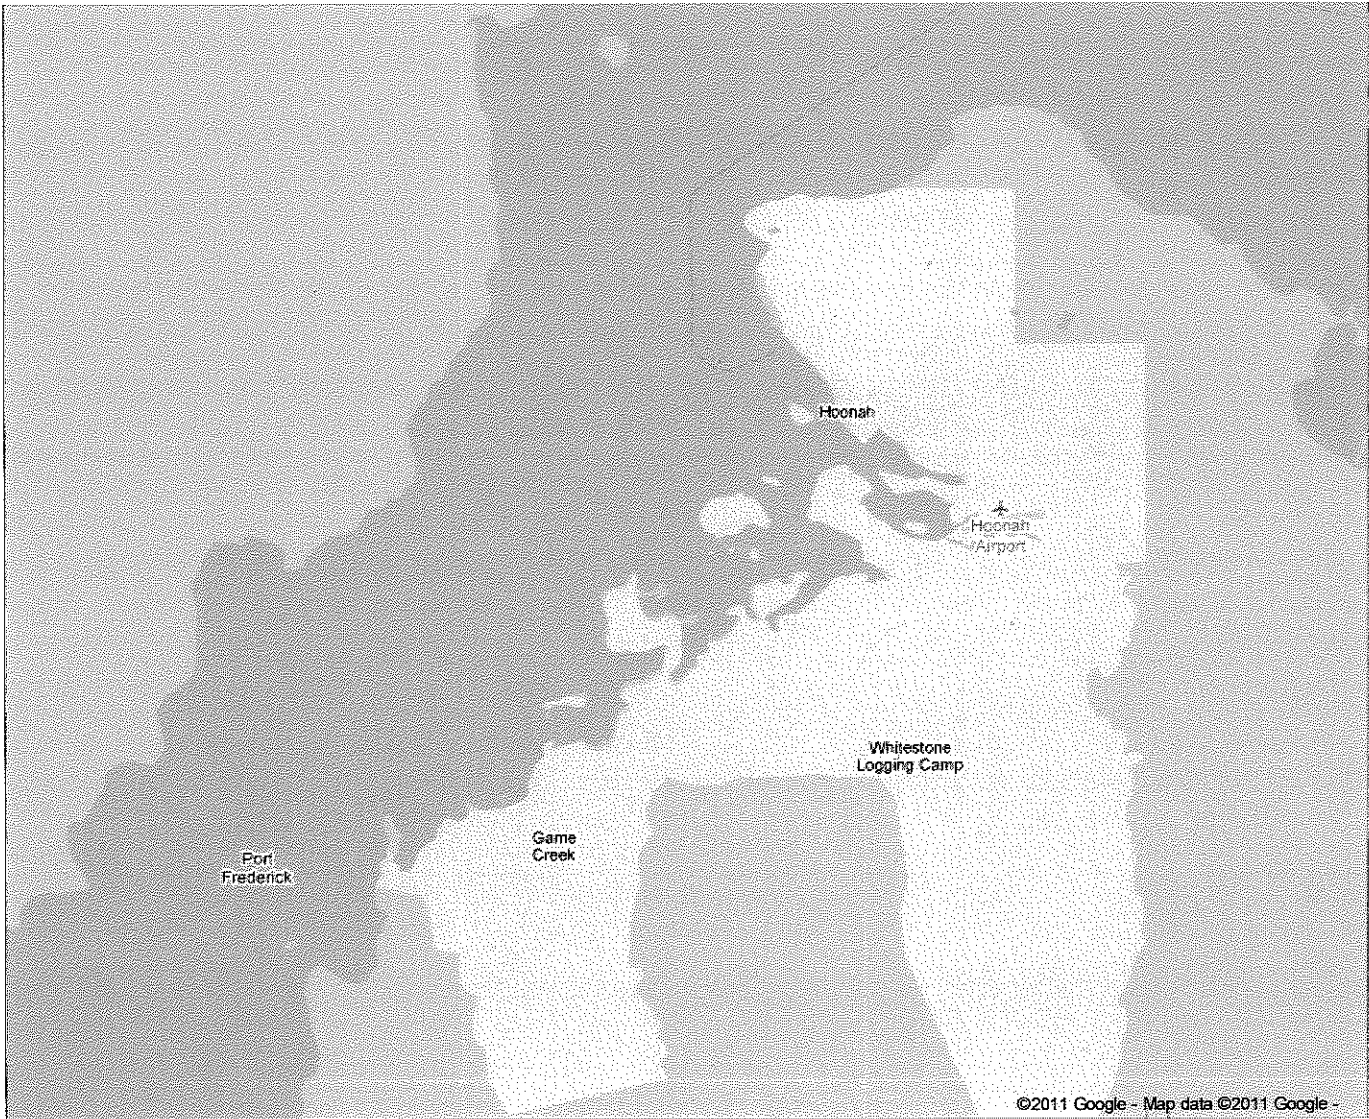 Hoonah
Hoonah
Airport
Whitestone
Logging Camp
Game
Creek
Port
Frederick
©2011 Google - Map data ©2011 Google -